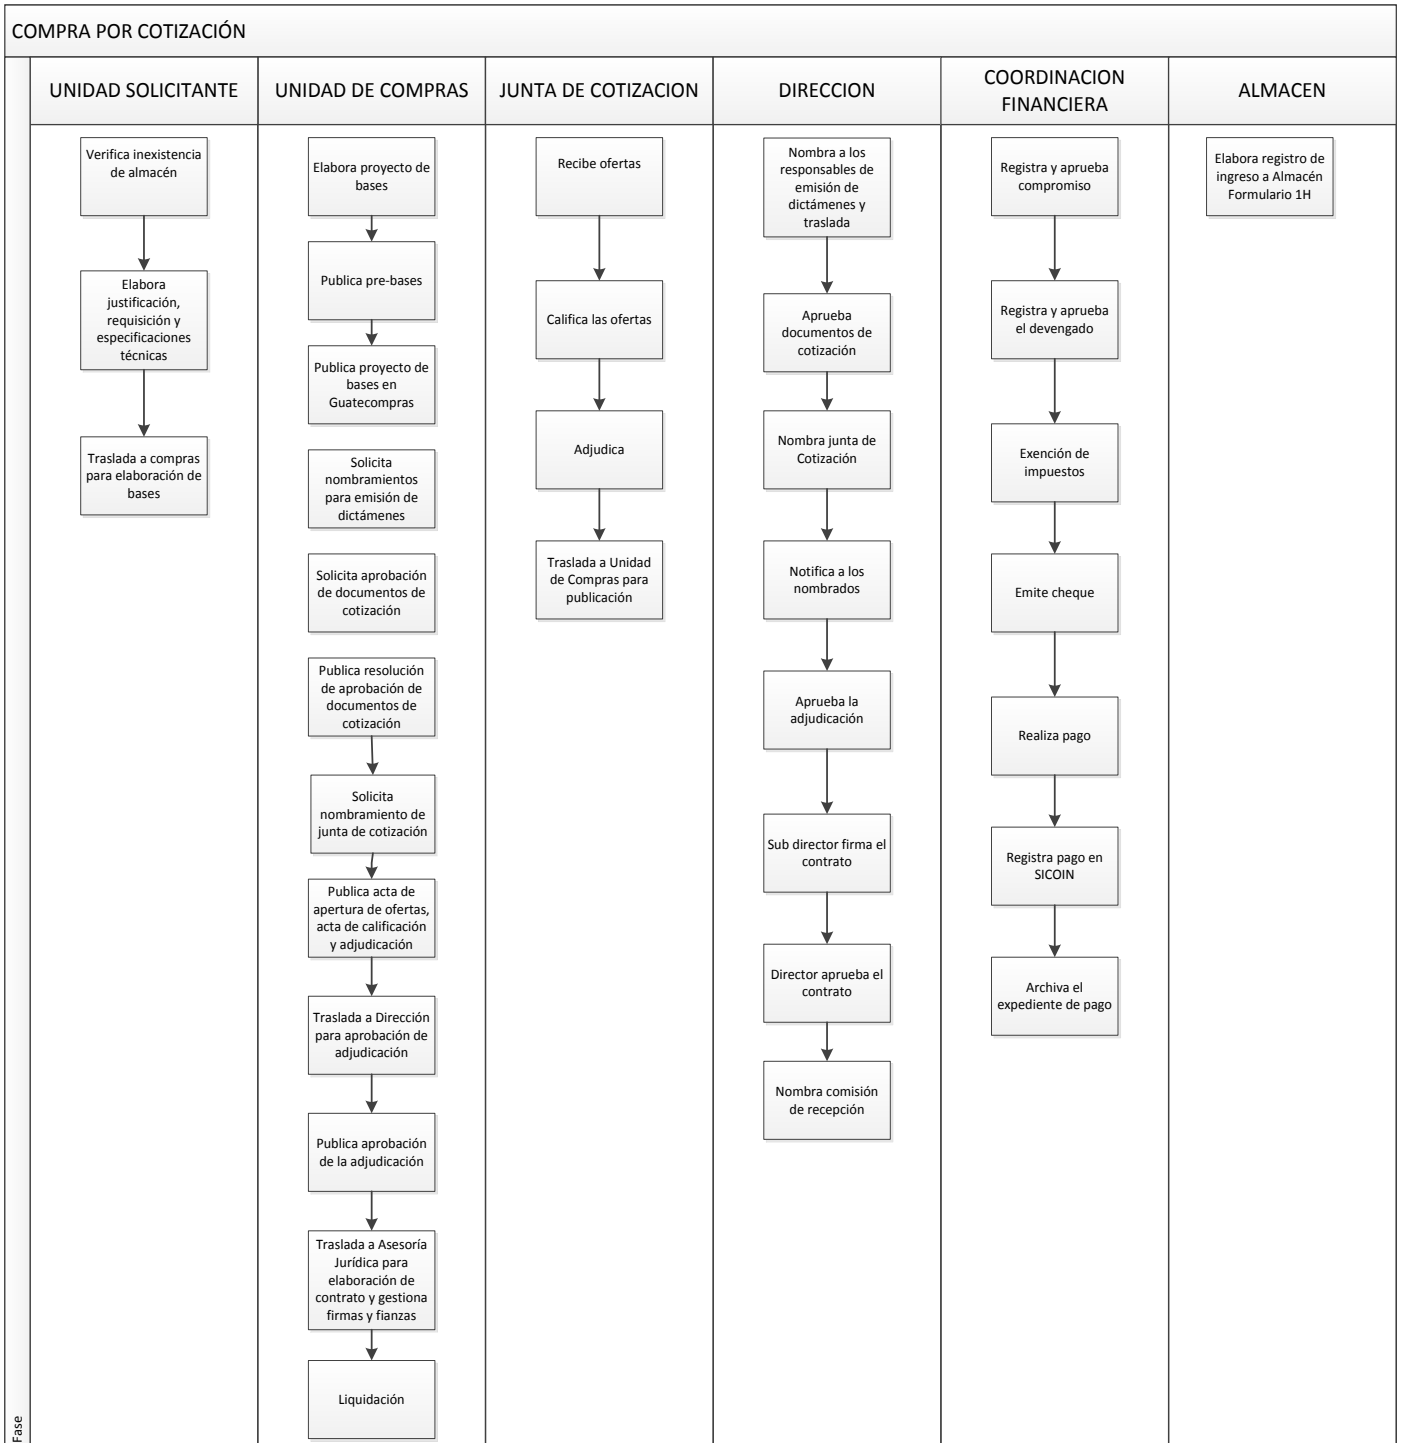 COMPRA POR COTIZACIÓN
UNIDAD SOLICITANTE
Verifica inexistencia
de almacén
Elabora
justificación,
requisición y
especificaciones
técnicas
Traslada a compras
para elaboración de
bases
UNIDAD DE COMPRAS
Elabora proyecto de
bases
Publica pre-bases
Publica proyecto de
bases en
Guatecompras
Solicita
nombramientos
para emisión de
dictámenes
Solicita aprobación
de documentos de
cotización
Publica resolución
de aprobación de
documentos de
cotización
Solicita
nombramiento de
junta de cotización
Publica acta de
apertura de ofertas,
acta de calificación
y adjudicación
Traslada a Dirección
para aprobación de
adjudicación
Publica aprobación
de la adjudicación
Traslada a Asesoría
Jurídica para
elaboración de
contrato y gestiona
firmas y fianzas
Liquidación
JUNTA DE COTIZACION
Recibe ofertas
Califica las ofertas
Adjudica
Traslada a Unidad
de Compras para
publicación
DIRECCION
Nombra a los
responsables de
emisión de
dictámenes y
traslada
Aprueba
documentos de
cotización
Nombra junta de
Cotización
Notifica a los
nombrados
Aprueba la
adjudicación
Sub director firma el
contrato
Director aprueba el
contrato
Nombra comisión
de recepción
COORDINACION
FINANCIERA
Registra y aprueba
compromiso
Registra y aprueba
el devengado
Exención de
impuestos
Emite cheque
Realiza pago
Registra pago en
SICOIN
Archiva el
expediente de pago
ALMACEN
Elabora registro de
ingreso a Almacén
Formulario 1H
Fase